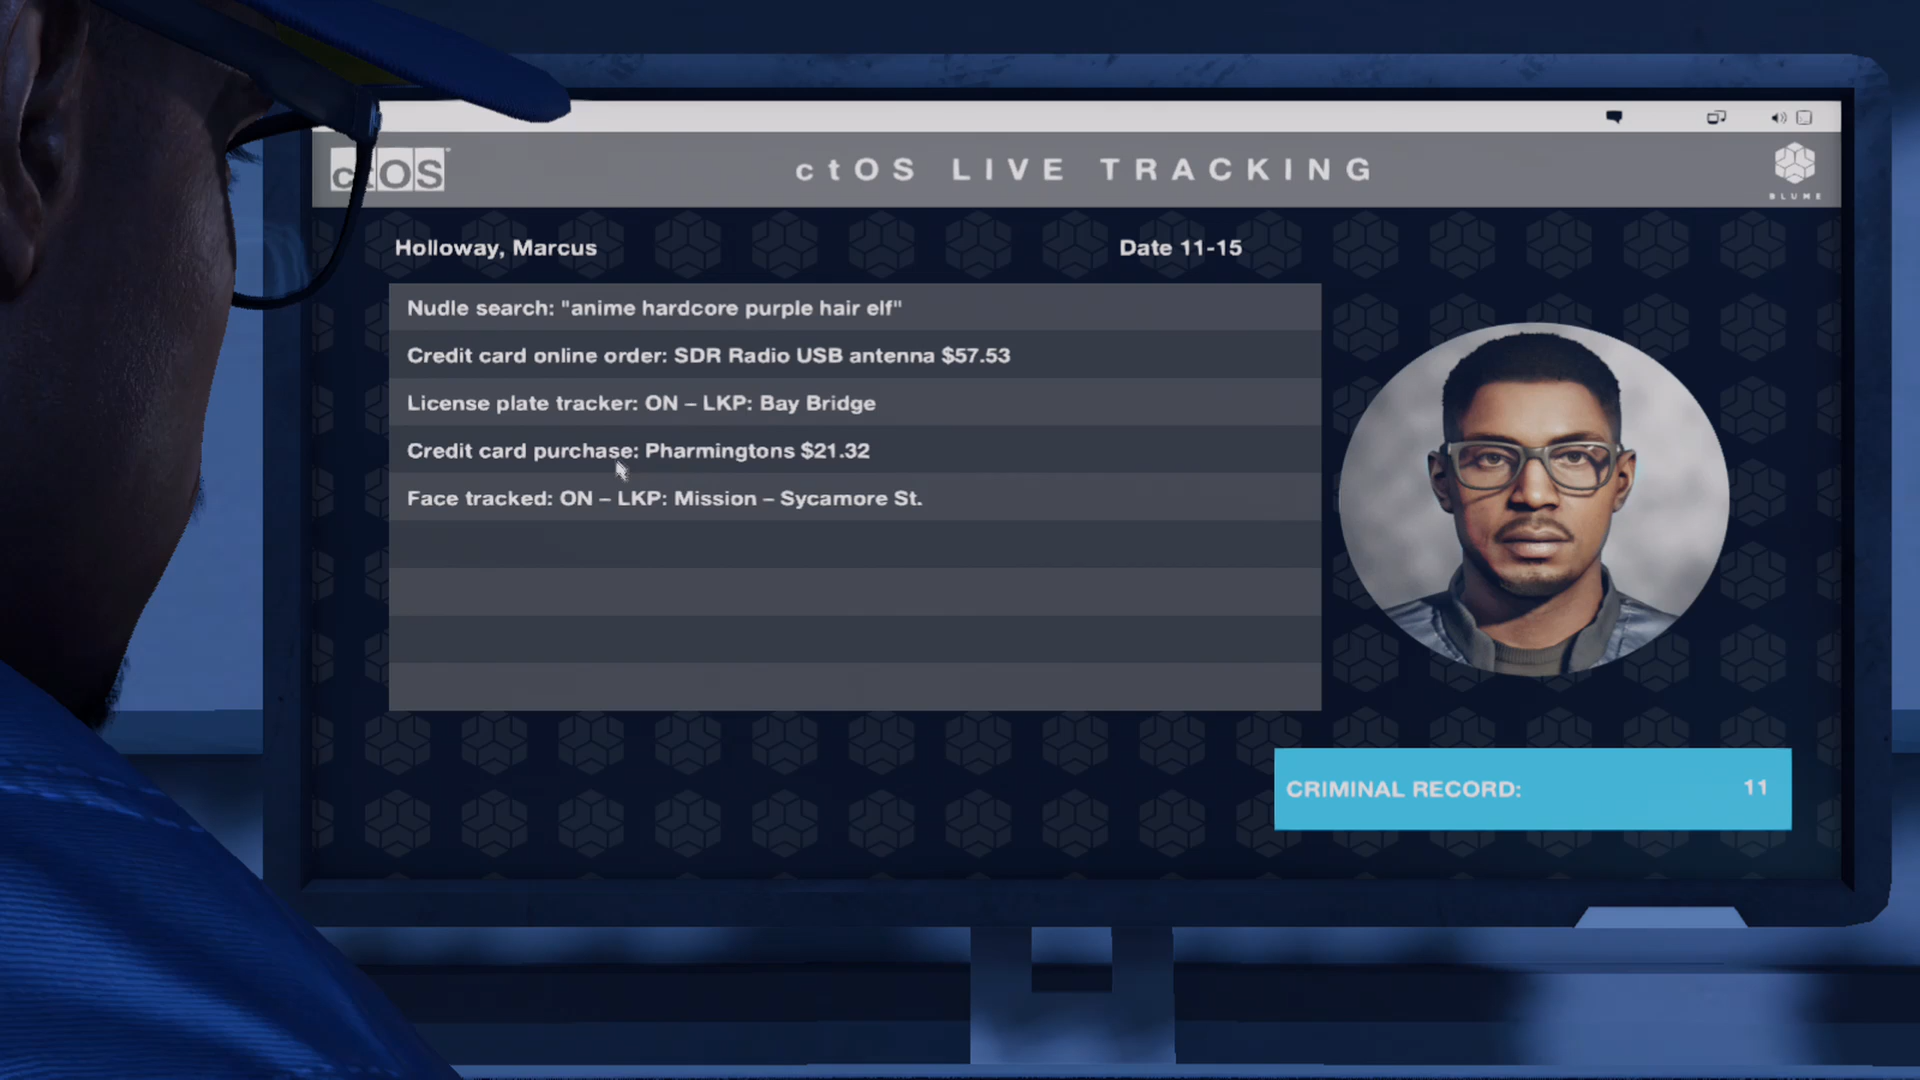 ctOS
ctOS LIVE TRACKING
BLUME
Holloway, Marcus
Date 11-15
Nudle search: "anime hardcore purple hair elf"
Credit card online order: SDR Radio USB antenna $57.53
License plate tracker: ON – LKP: Bay Bridge
Credit card purchase: Pharmingtons $21.32
Face tracked: ON – LKP: Mission – Sycamore St.
CRIMINAL RECORD: 11